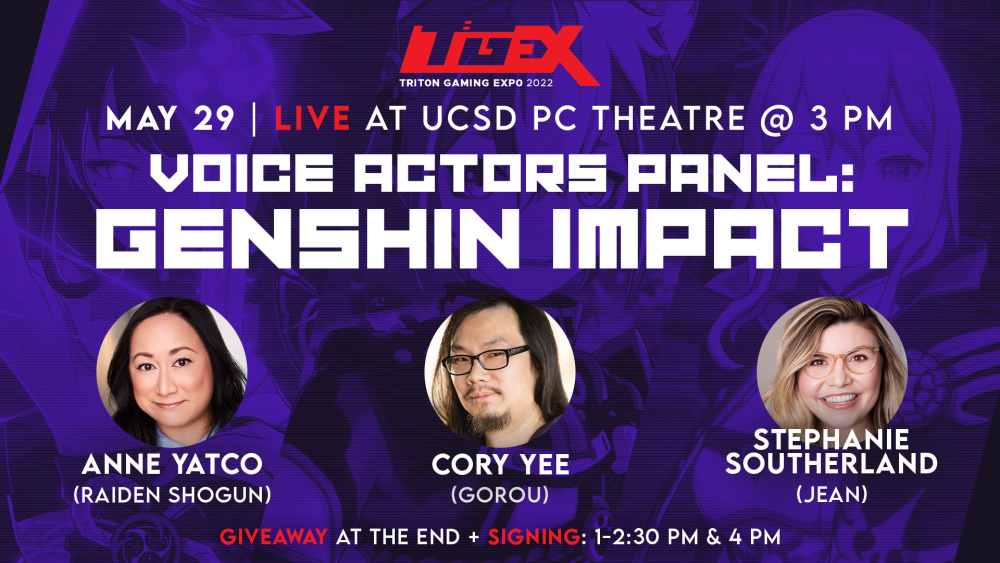 TiGEX
TRITON GAMING EXPO 2022
MAY 29 | LIVE AT UCSD PC THEATRE @ 3 PM
VOICE ACTORS PANEL:
GENSHIN IMPACT
ANNE YATCO
(RAIDEN SHOGUN)
CORY YEE
(GOROU)
STEPHANIE
SOUTHERLAND
(JEAN)
GIVEAWAY AT THE END + SIGNING: 1-2:30 PM & 4 PM